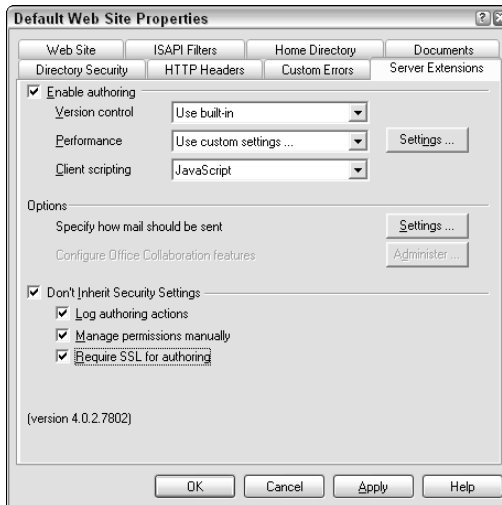 Default Web Site Properties
Web Site ISAPI Filters Home Directory Documents
Directory Security HTTP Headers Custom Errors Server Extensions
Enable authoring
Version control Use built-in
Performance Use custom settings ... Settings ...
Client scripting JavaScript
Options
Specify how mail should be sent Settings ...
Configure Office Collaboration features Administer ...
Don't Inherit Security Settings
Log authoring actions
Manage permissions manually
Require SSL for authoring
(version 4.0.2.7802)
OK Cancel Apply Help